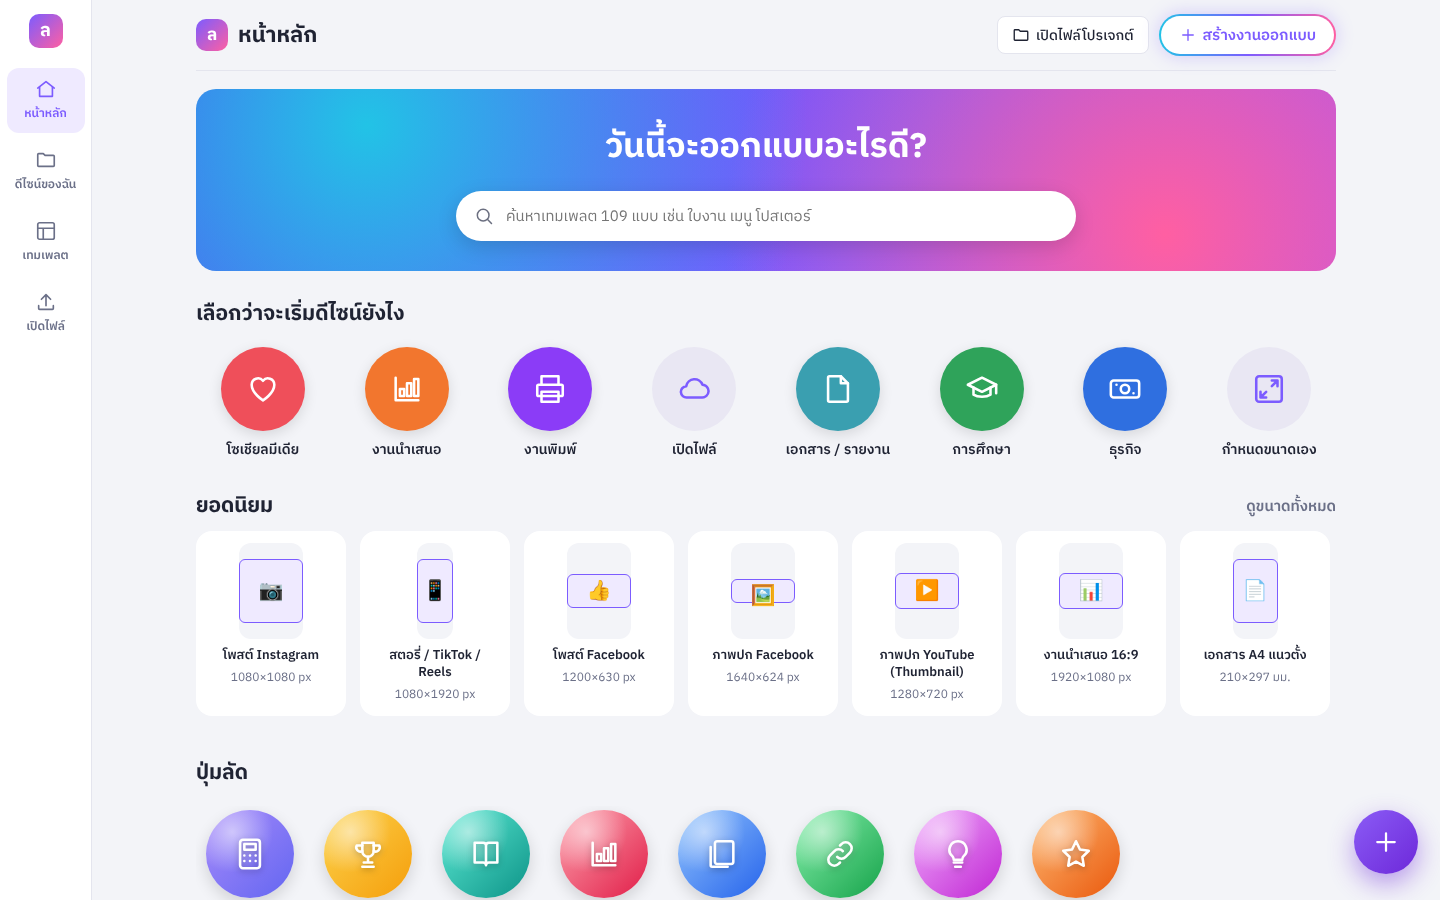 ล
หน้าหลัก
ดีไซน์ของฉัน
เทมเพลต
เปิดไฟล์
ล หน้าหลัก
เปิดไฟล์โปรเจกต์
สร้างงานออกแบบ
วันนี้จะออกแบบอะไรดี?
ค้นหาเทมเพลต 109 แบบ เช่น ใบงาน เมนู โปสเตอร์
เลือกว่าจะเริ่มดีไซน์ยังไง
โซเชียลมีเดีย
งานนำเสนอ
งานพิมพ์
เปิดไฟล์
เอกสาร / รายงาน
การศึกษา
ธุรกิจ
กำหนดขนาดเอง
ยอดนิยม
ดูขนาดทั้งหมด
โพสต์ Instagram
1080×1080 px
สตอรี่ / TikTok /
Reels
1080×1920 px
โพสต์ Facebook
1200×630 px
ภาพปก Facebook
1640×624 px
ภาพปก YouTube
(Thumbnail)
1280×720 px
งานนำเสนอ 16:9
1920×1080 px
เอกสาร A4 แนวตั้ง
210×297 มม.
ปุ่มลัด